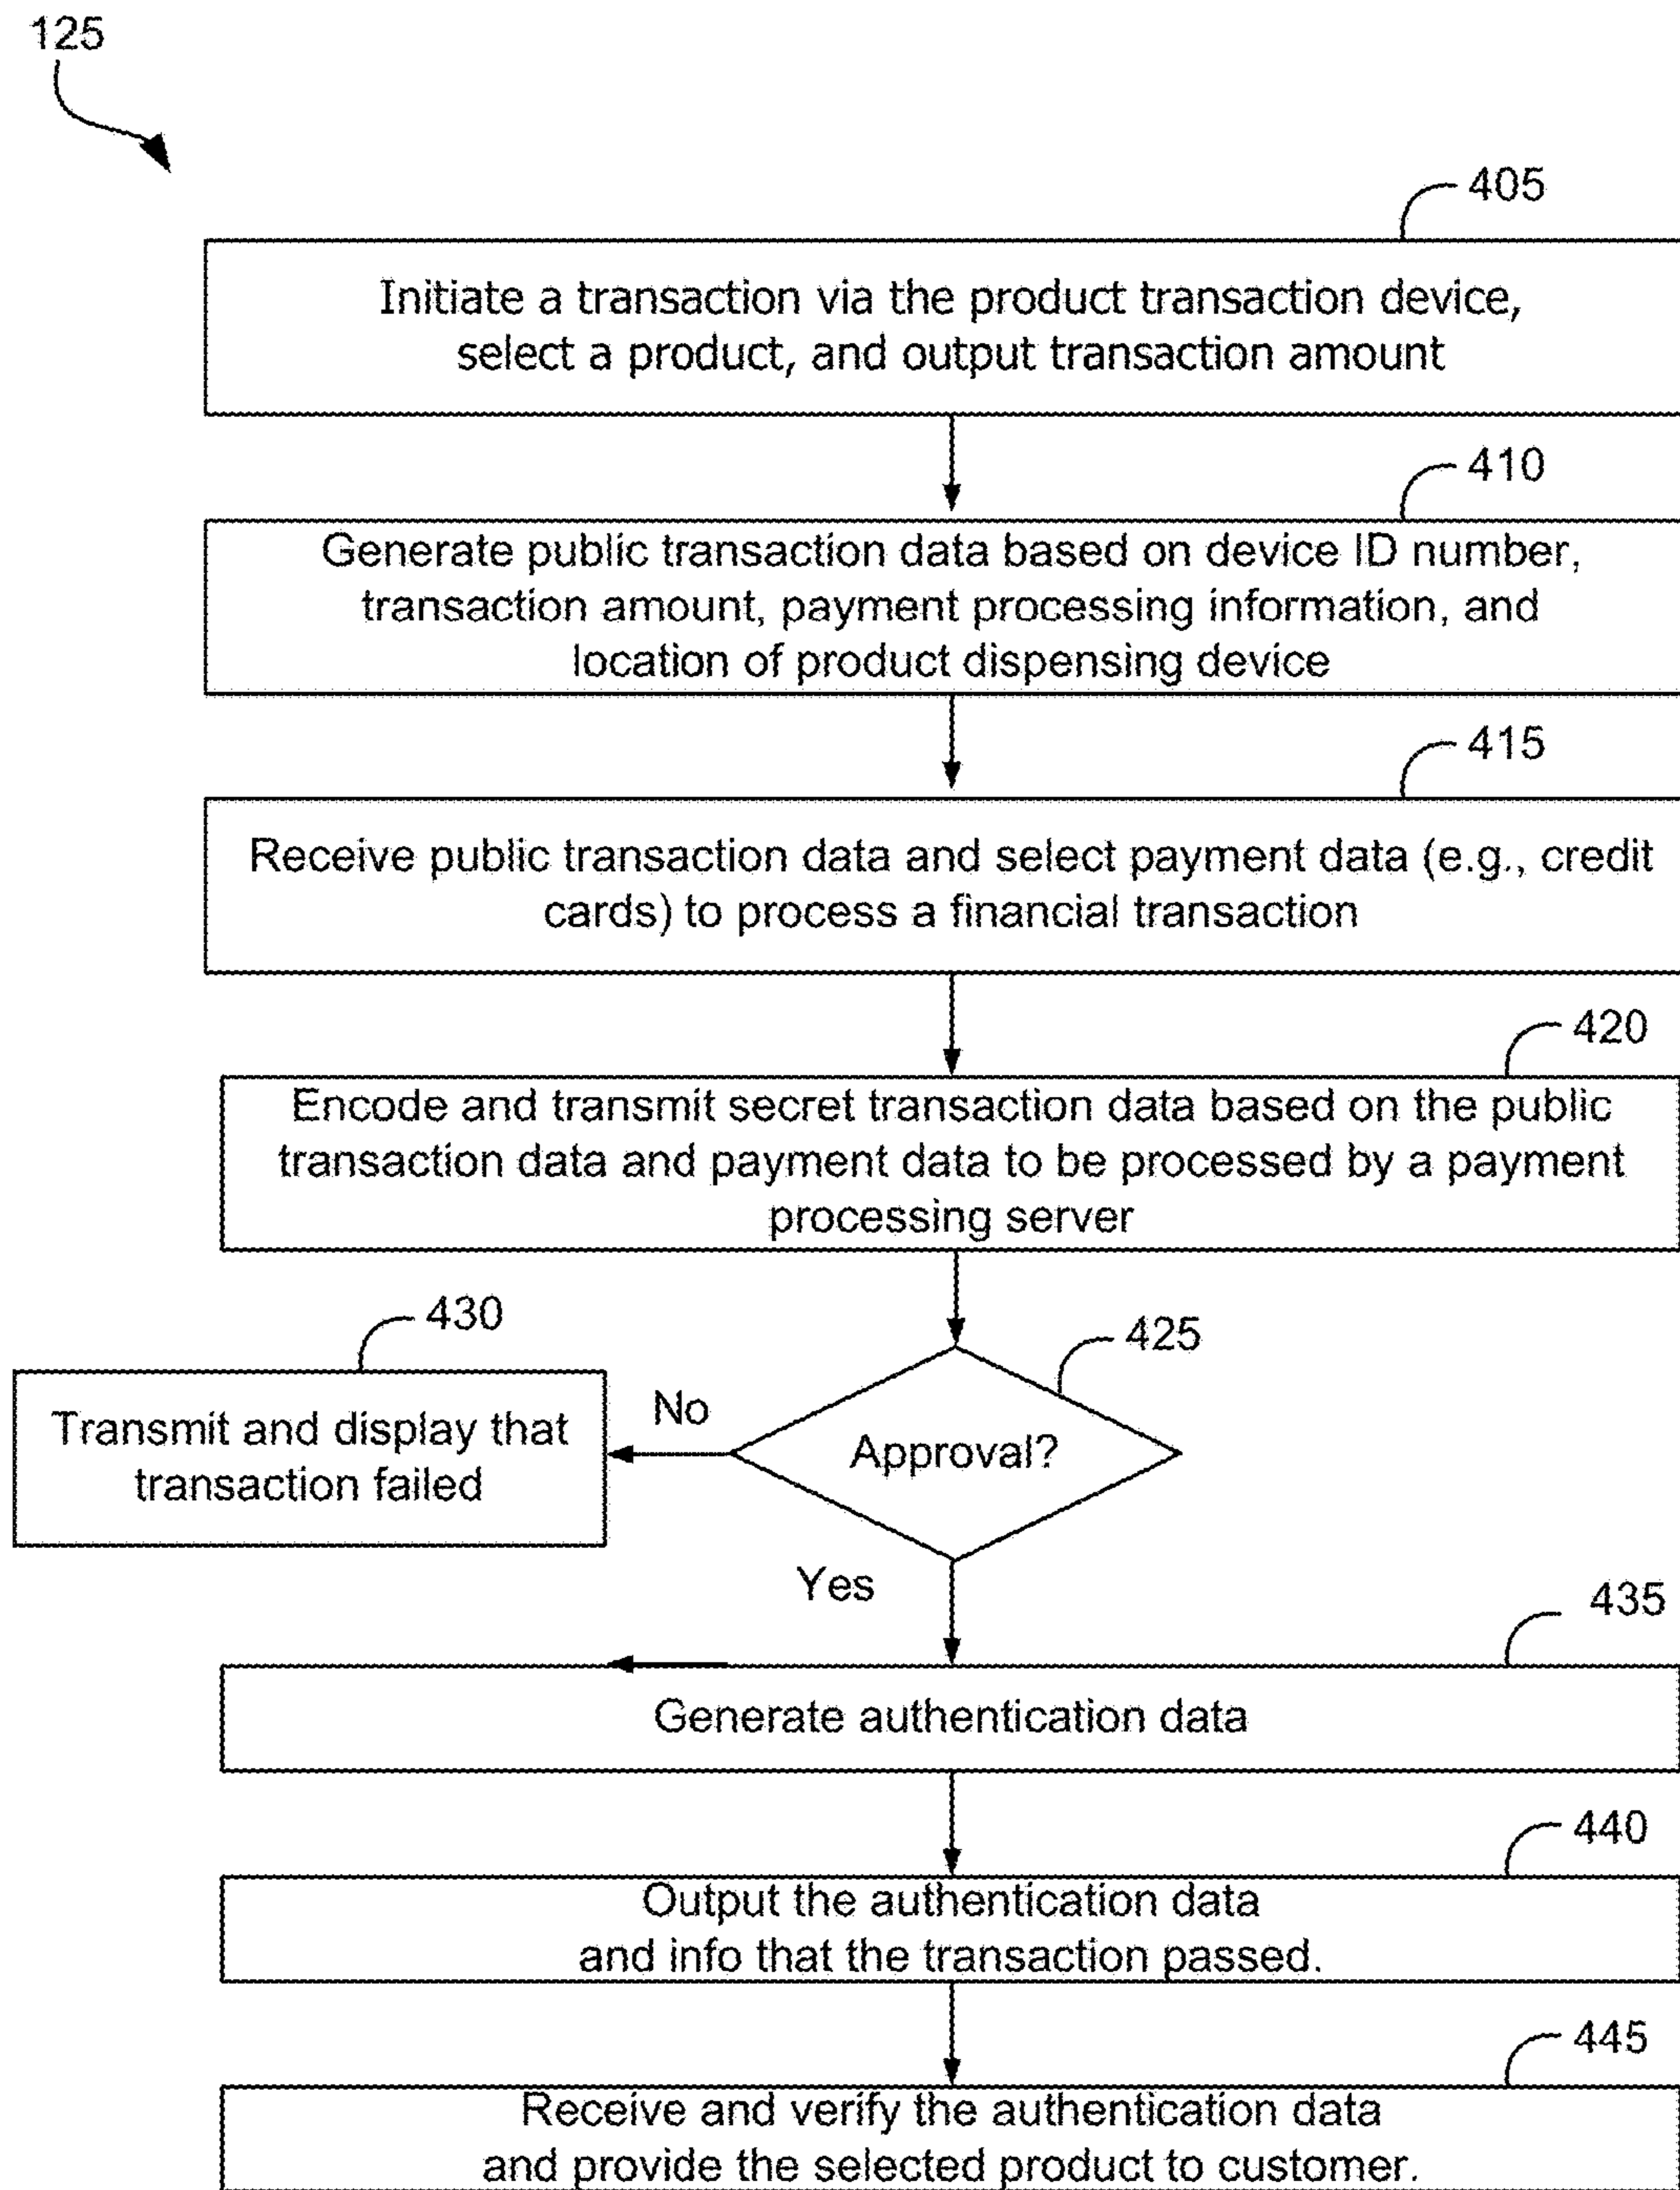 125
405
Initiate a transaction via the product transaction device,
select a product, and output transaction amount
410
Generate public transaction data based on device ID number,
transaction amount, payment processing information, and
location of product dispensing device
415
Receive public transaction data and select payment data (e.g., credit
cards) to process a financial transaction
420
Encode and transmit secret transaction data based on the public
transaction data and payment data to be processed by a payment
processing server
430
425
No
Transmit and display that
transaction failed
Approval?
Yes
435
Generate authentication data
440
Output the authentication data
and info that the transaction passed.
445
Receive and verify the authentication data
and provide the selected product to customer.